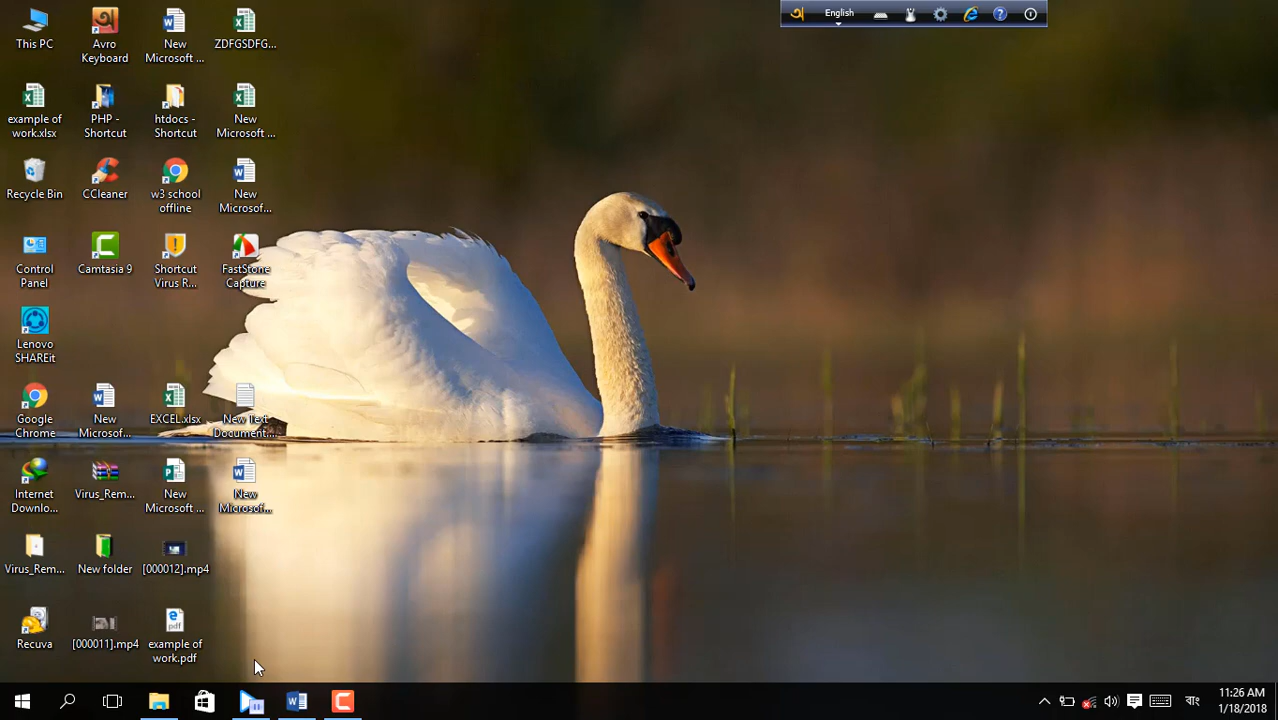 English
This PC
Avro
Keyboard
New
Microsoft ...
ZDFGSDFG...
example of
work.xlsx
PHP -
Shortcut
htdocs -
Shortcut
New
Microsoft ...
Recycle Bin
CCleaner
w3 school
offline
New
Microsof...
Control
Panel
Camtasia 9
Shortcut
Virus R...
FastStone
Capture
Lenovo
SHAREit
Google
Chrome
New
Microsof...
EXCEL.xlsx
New Text
Document....
Internet
Downlo...
Virus_Rem...
New
Microsoft ...
New
Microsof...
Virus_Rem...
New folder
[000012].mp4
Recuva
[000011].mp4
example of
work.pdf
বাং
11:26 AM
1/18/2018